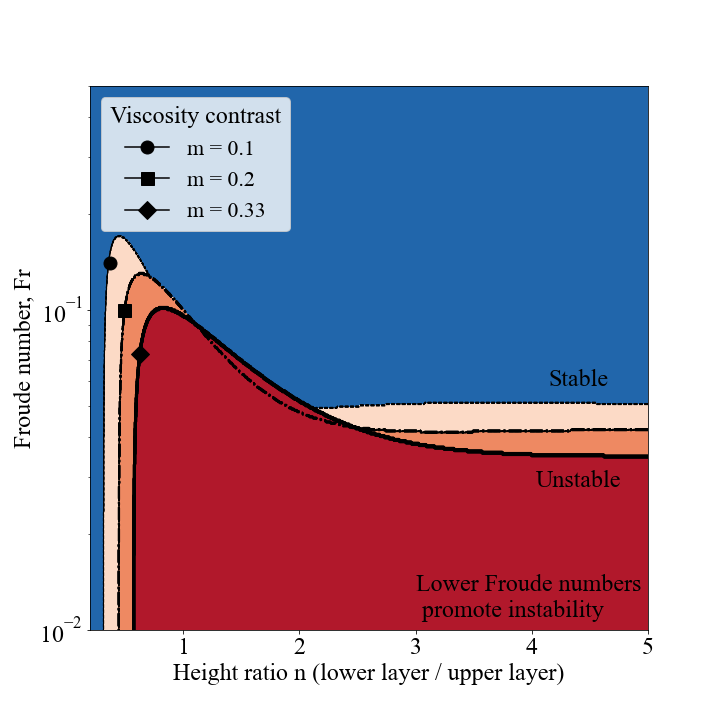 Viscosity contrast
m = 0.1
m = 0.2
m = 0.33
Froude number, Fr
10⁻¹
10⁻²
Stable
Unstable
Lower Froude numbers
promote instability
1 2 3 4 5
Height ratio n (lower layer / upper layer)